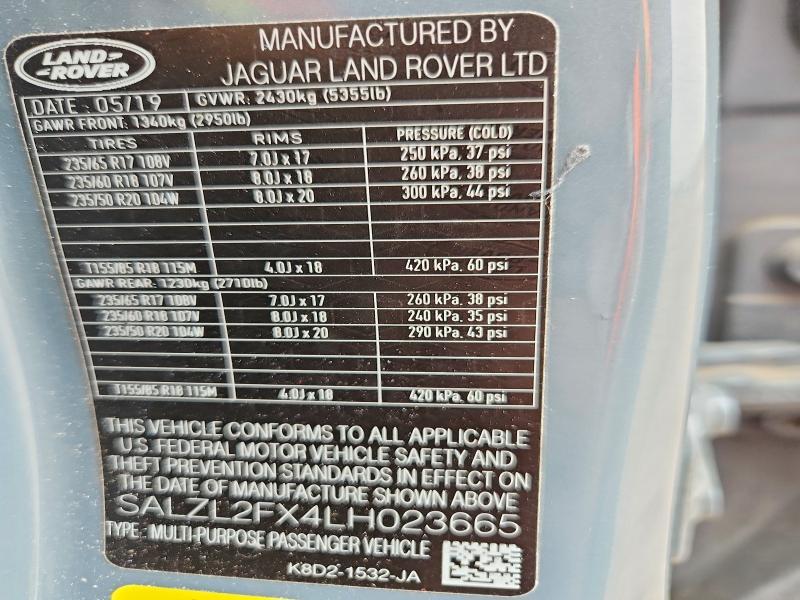 LAND ROVER
MANUFACTURED BY
JAGUAR LAND ROVER LTD
DATE : 05/19 GVWR: 2430kg (5355lb)
GAWR FRONT: 1340kg (2950lb)
TIRES RIMS PRESSURE (COLD)
235/65 R17 108V 7.0J x 17 250 kPa, 37 psi
235/60 R18 107V 8.0J x 18 260 kPa, 38 psi
235/50 R20 104W 8.0J x 20 300 kPa, 44 psi
T155/85 R18 115M 4.0J x 18 420 kPa, 60 psi
GAWR REAR: 1230kg (2710lb)
235/65 R17 108V 7.0J x 17 260 kPa, 38 psi
235/60 R18 107V 8.0J x 18 240 kPa, 35 psi
235/50 R20 104W 8.0J x 20 290 kPa, 43 psi
T155/85 R18 115M 4.0J x 18 420 kPa, 60 psi
THIS VEHICLE CONFORMS TO ALL APPLICABLE
U.S. FEDERAL MOTOR VEHICLE SAFETY AND
THEFT PREVENTION STANDARDS IN EFFECT ON
THE DATE OF MANUFACTURE SHOWN ABOVE
SALZL2FX4LH023665
TYPE : MULTI-PURPOSE PASSENGER VEHICLE
K8D2-1532-JA